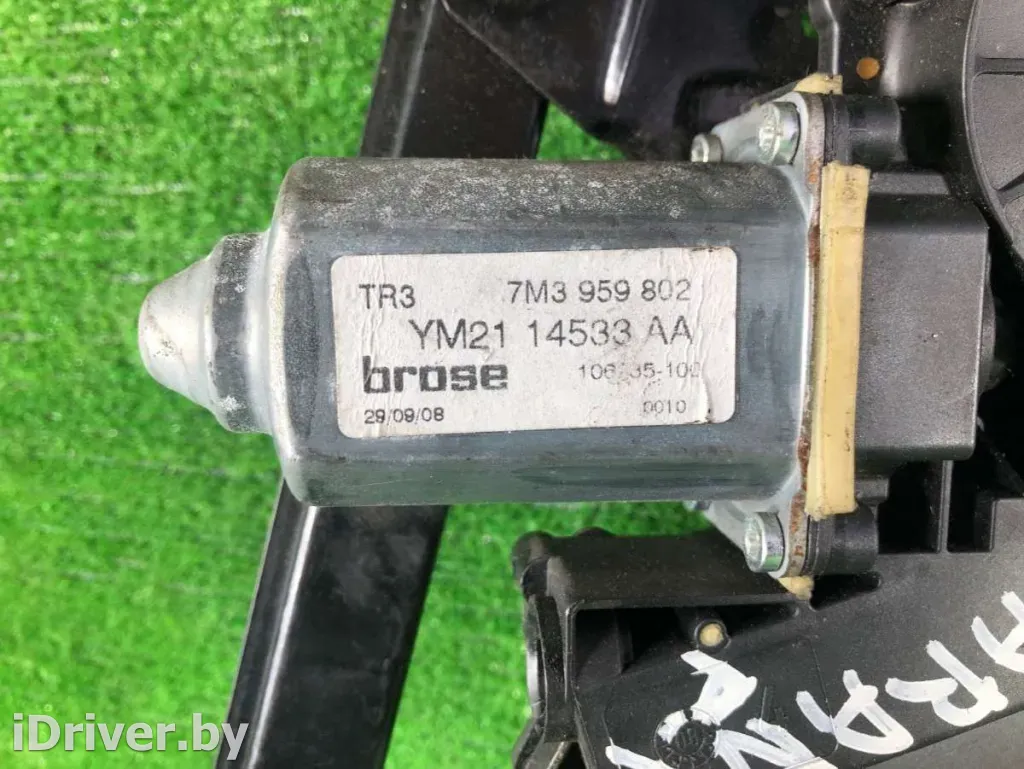 TR3 7M3 959 802
YM21 14533 AA
brose
29/09/08 0010
iDriver.by